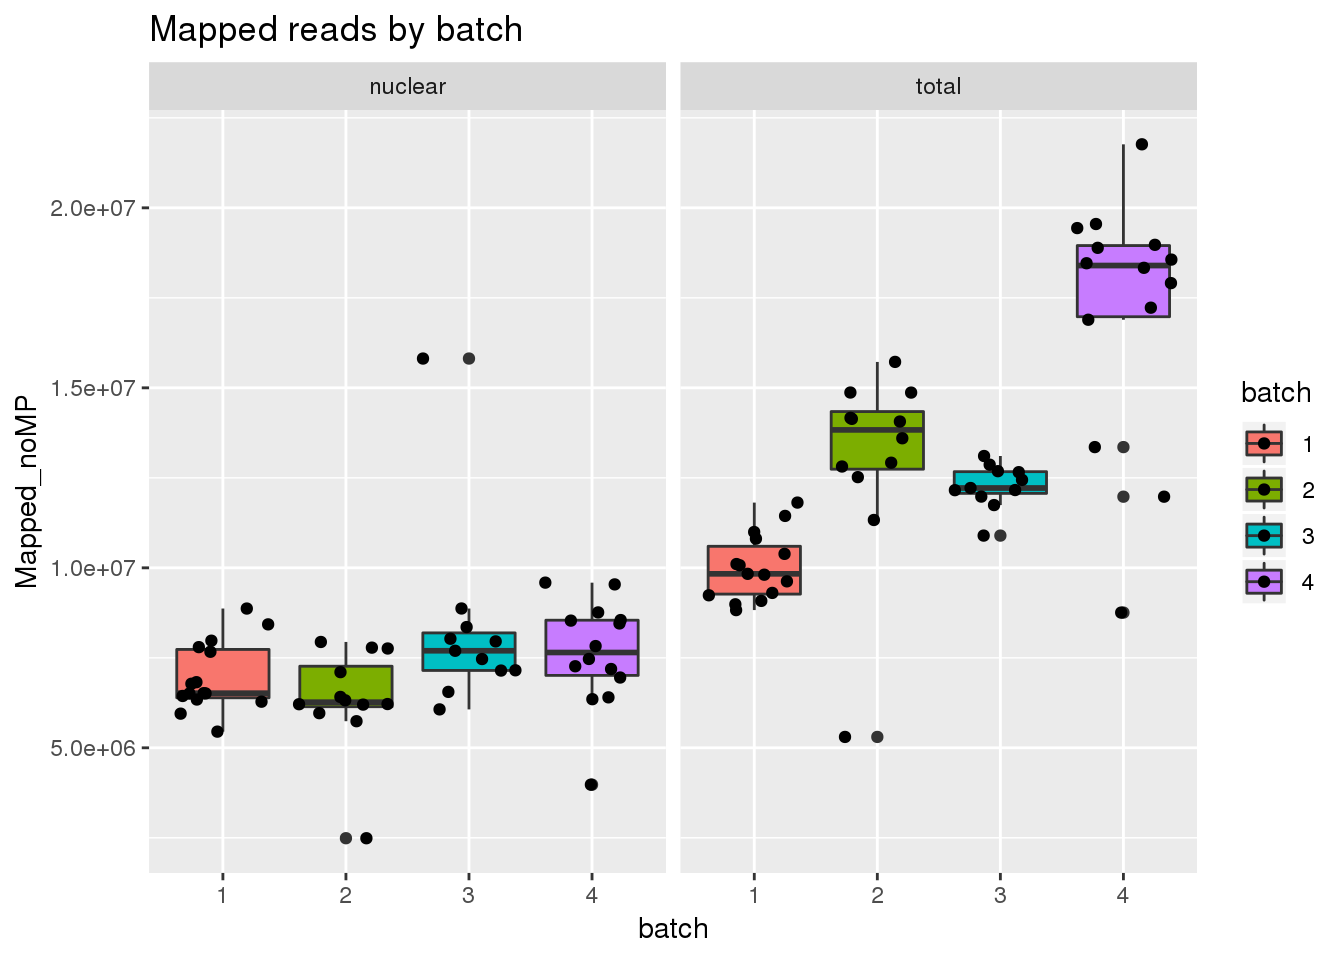 Mapped reads by batch
nuclear
total
2.0e+07
1.5e+07
1.0e+07
5.0e+06
Mapped_noMP
1 2 3 4
1 2 3 4
batch
batch
1
2
3
4